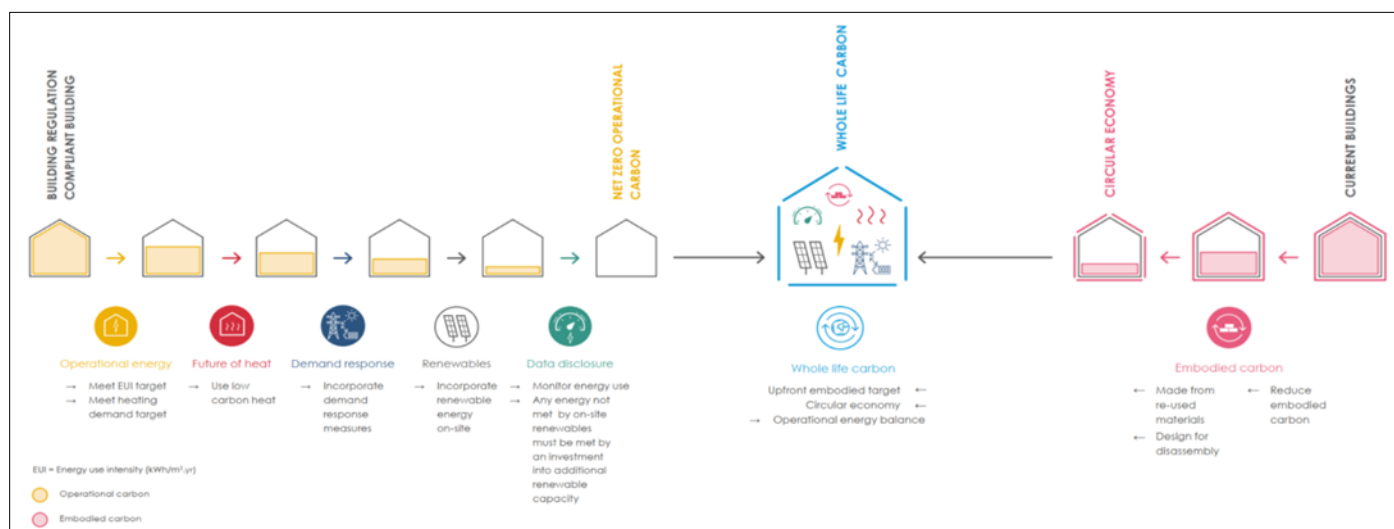 BUILDING REGULATION
COMPLIANT BUILDING
NET ZERO OPERATIONAL
CARBON
WHOLE LIFE CARBON
CIRCULAR ECONOMY
CURRENT BUILDINGS
Operational energy
→ Meet EUI target
→ Meet heating
demand target
Future of heat
→ Use low
carbon heat
Demand response
→ Incorporate
demand
response
measures
Renewables
→ Incorporate
renewable
energy
on-site
Data disclosure
→ Monitor energy use
→ Any energy not
met by on-site
renewables
must be met by
an investment
into additional
renewable
capacity
Whole life carbon
Upfront embodied target ←
Circular economy ←
→ Operational energy balance
Embodied carbon
← Made from
re-used
materials
← Design for
disassembly
← Reduce
embodied
carbon
EUI = Energy use intensity (kWh/m².yr)
Operational carbon
Embodied carbon